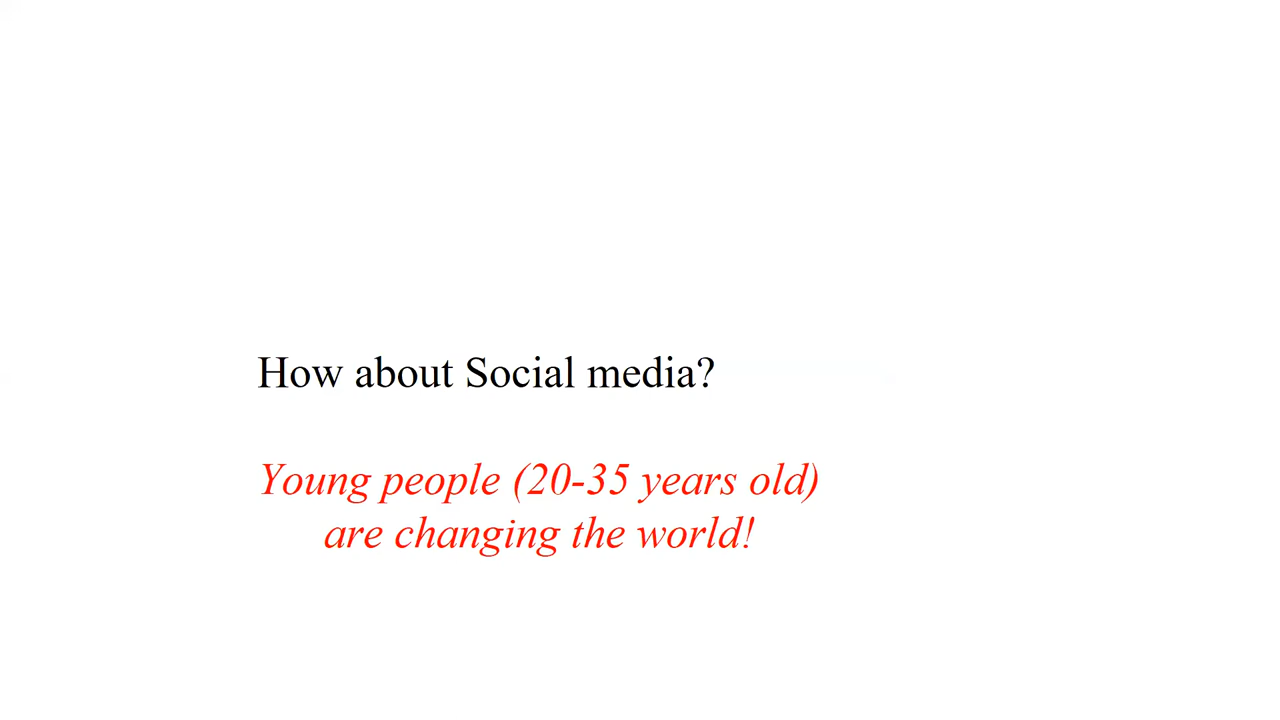 How about Social media?
Young people (20-35 years old)
are changing the world!